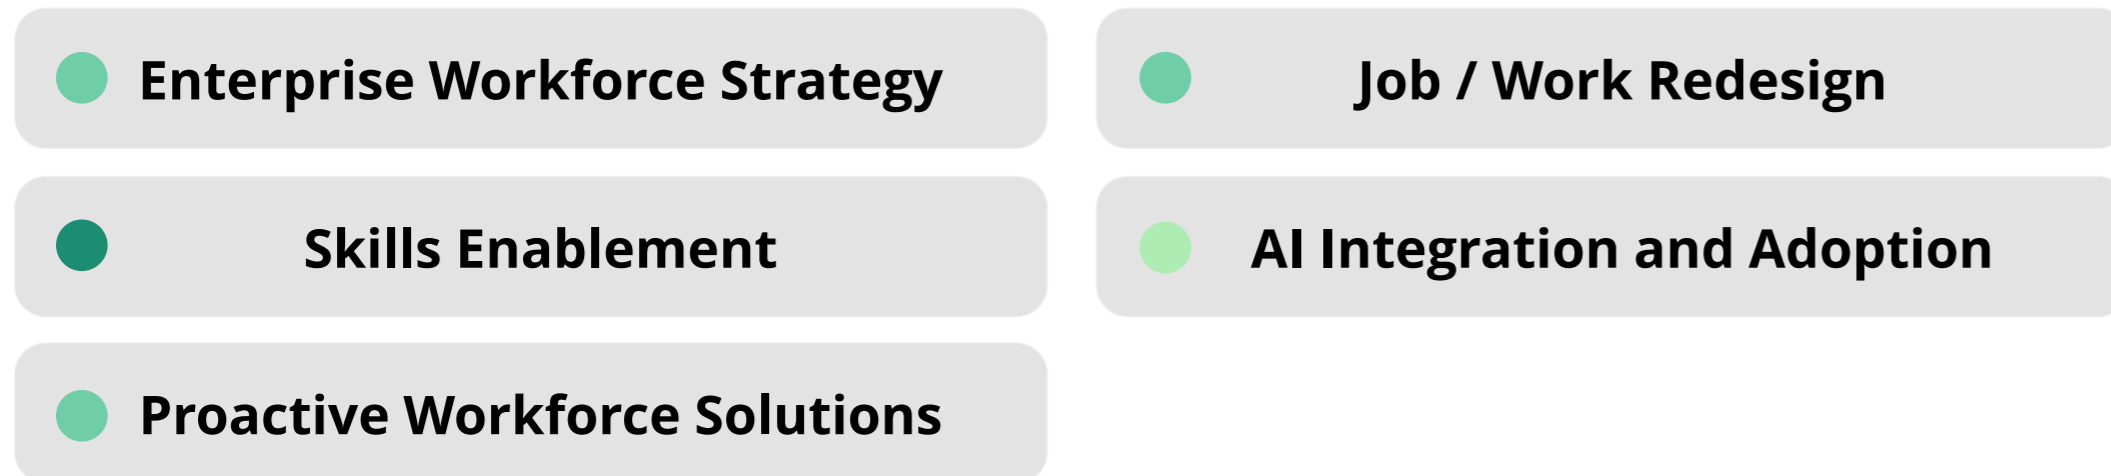 Enterprise Workforce Strategy
Job / Work Redesign
Skills Enablement
AI Integration and Adoption
Proactive Workforce Solutions